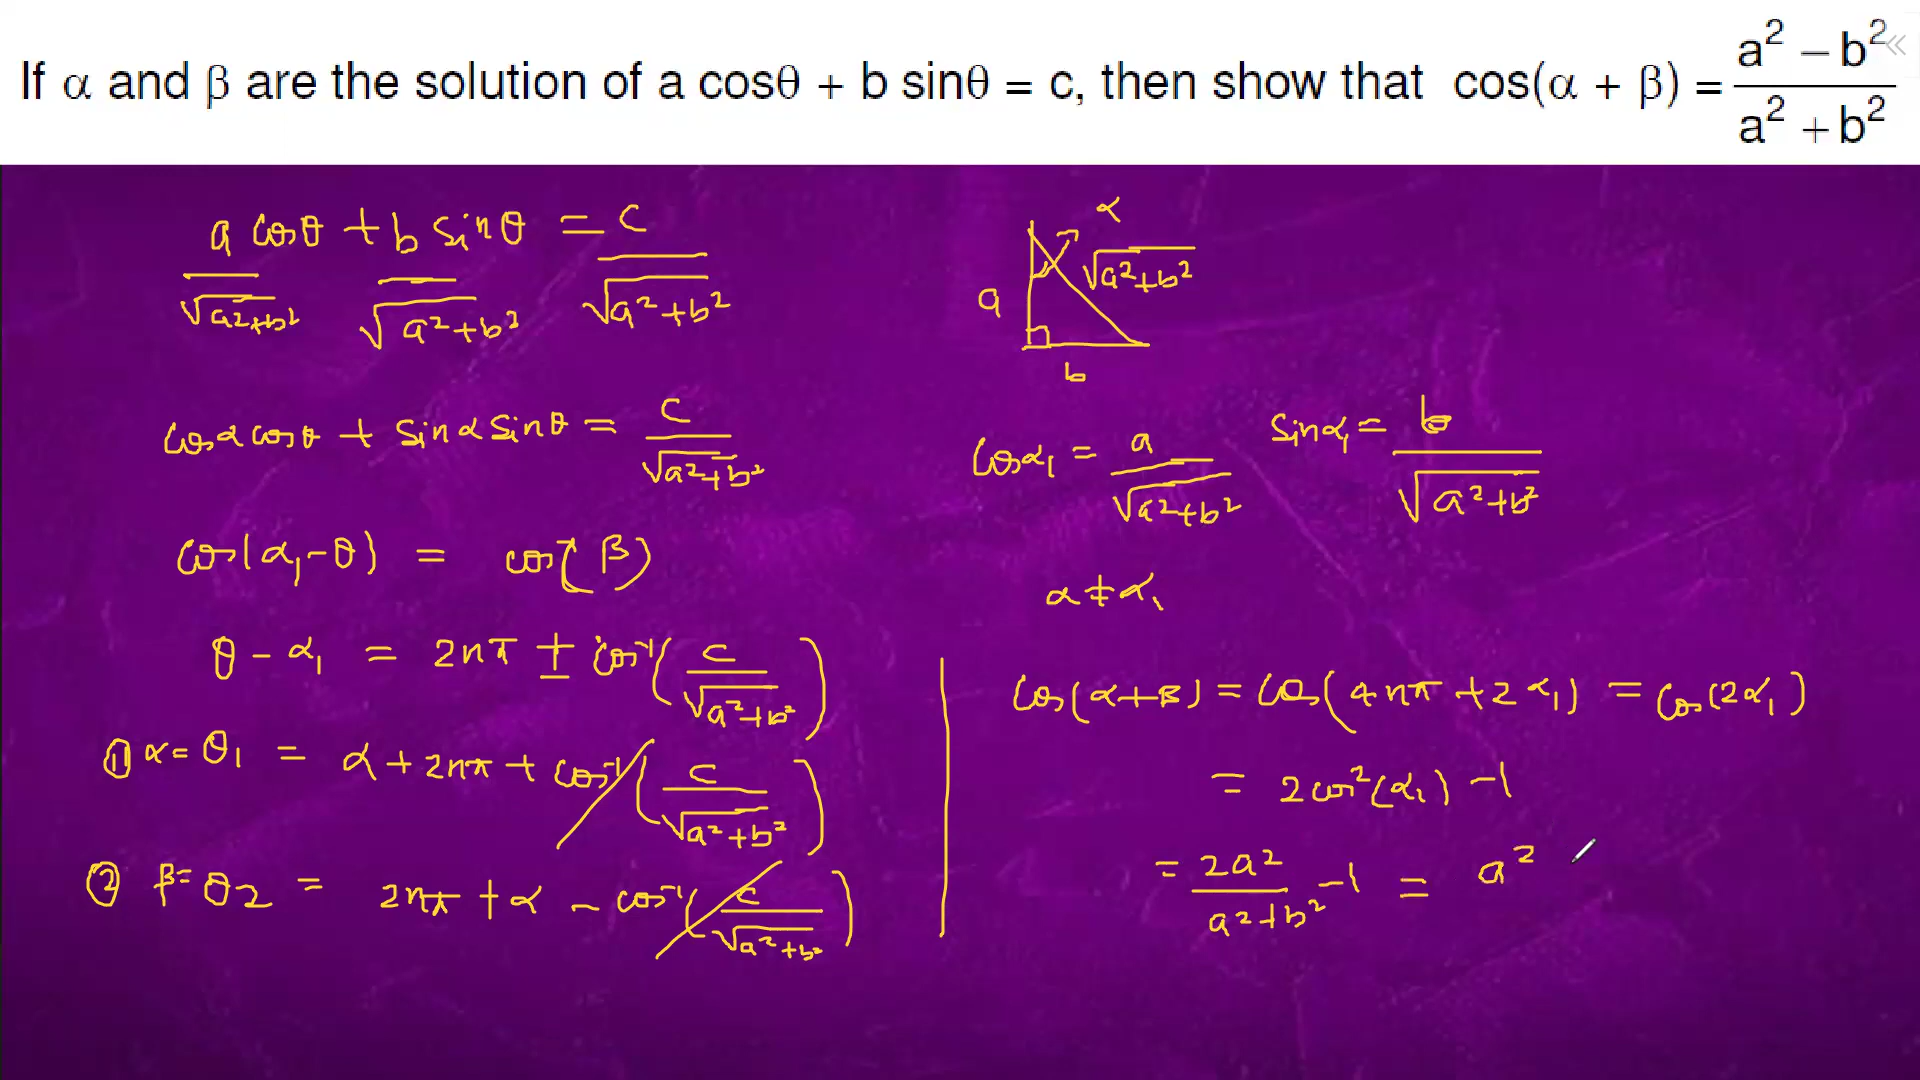 If α and β are the solution of a cosθ + b sinθ = c, then show that cos(α + β) = (a² − b²)/(a² + b²)
a cosθ + b sinθ = c
√(a²+b²) √(a²+b²) √(a²+b²)
cosα cosθ + sinα sinθ = c/√(a²+b²)
cos(α₁ − θ) = cos(β)
θ − α₁ = 2nπ ± cos⁻¹(c/√(a²+b²))
① α = θ₁ = α + 2nπ + cos⁻¹(c/√(a²+b²))
② β = θ2 = 2nπ + α − cos⁻¹(c/√(a²+b²))
α
√(a²+b²)
a
b
cosα₁ = a/√(a²+b²) sinα₁ = b/√(a²+b²)
α ≠ α₁
cos(α+β) = cos(4nπ + 2α₁) = cos(2α₁)
= 2cos²(α₁) − 1
= 2a²/(a²+b²) − 1 = a²